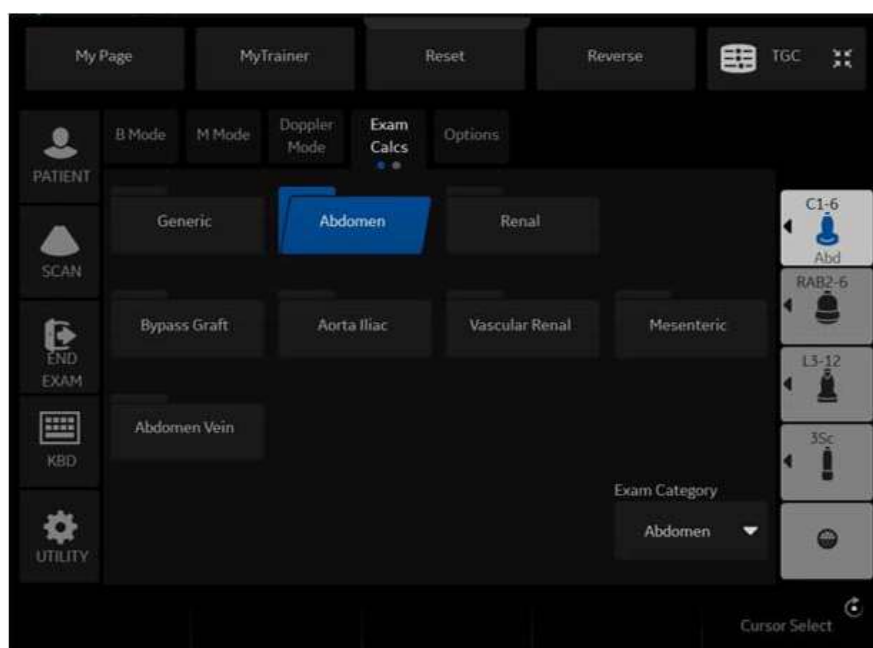 My Page
MyTrainer
Reset
Reverse
TGC
PATIENT
B Mode
M Mode
Doppler
Mode
Exam
Calcs
Options
Generic
Abdomen
Renal
C1-6
Abd
SCAN
RAB2-6
Bypass Graft
Aorta Iliac
Vascular Renal
Mesenteric
END
EXAM
L3-12
Abdomen Vein
KBD
3Sc
Exam Category
Abdomen
UTILITY
Cursor Select